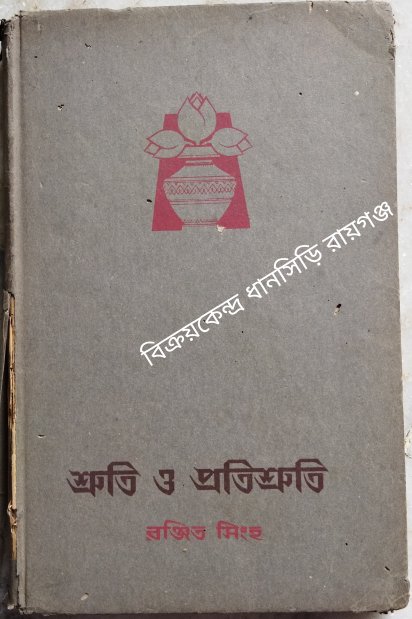 বিক্রয়কেন্দ্র ধানসিড়ি রায়গঞ্জ
শ্রুতি ও প্রতিশ্রুতি
রঞ্জিত সিংহ